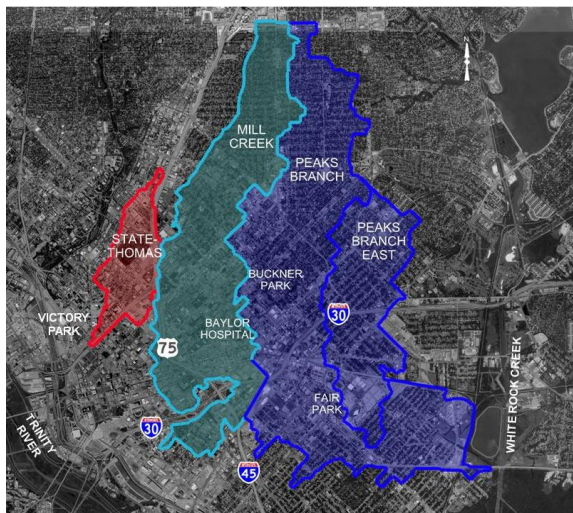 N
MILL
CREEK
PEAKS
BRANCH
STATE-
THOMAS
PEAKS
BRANCH
EAST
BUCKNER
PARK
30
VICTORY
PARK
BAYLOR
HOSPITAL
75
FAIR
PARK
WHITE ROCK CREEK
TRINITY
RIVER
30
45